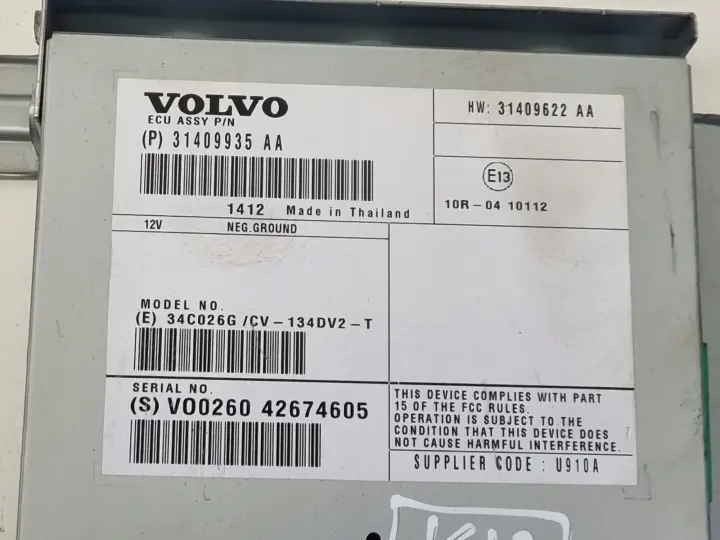 VOLVO
ECU ASSY P/N
(P) 31409935 AA
1412 Made in Thailand
HW: 31409622 AA
E13
10R-04 10112
12V NEG.GROUND
MODEL NO.
(E) 34C026G /CV-134DV2-T
SERIAL NO.
(S) VO0260 42674605
THIS DEVICE COMPLIES WITH PART
15 OF THE FCC RULES.
OPERATION IS SUBJECT TO THE
CONDITION THAT THIS DEVICE DOES
NOT CAUSE HARMFUL INTERFERENCE.
SUPPLIER CODE : U910A